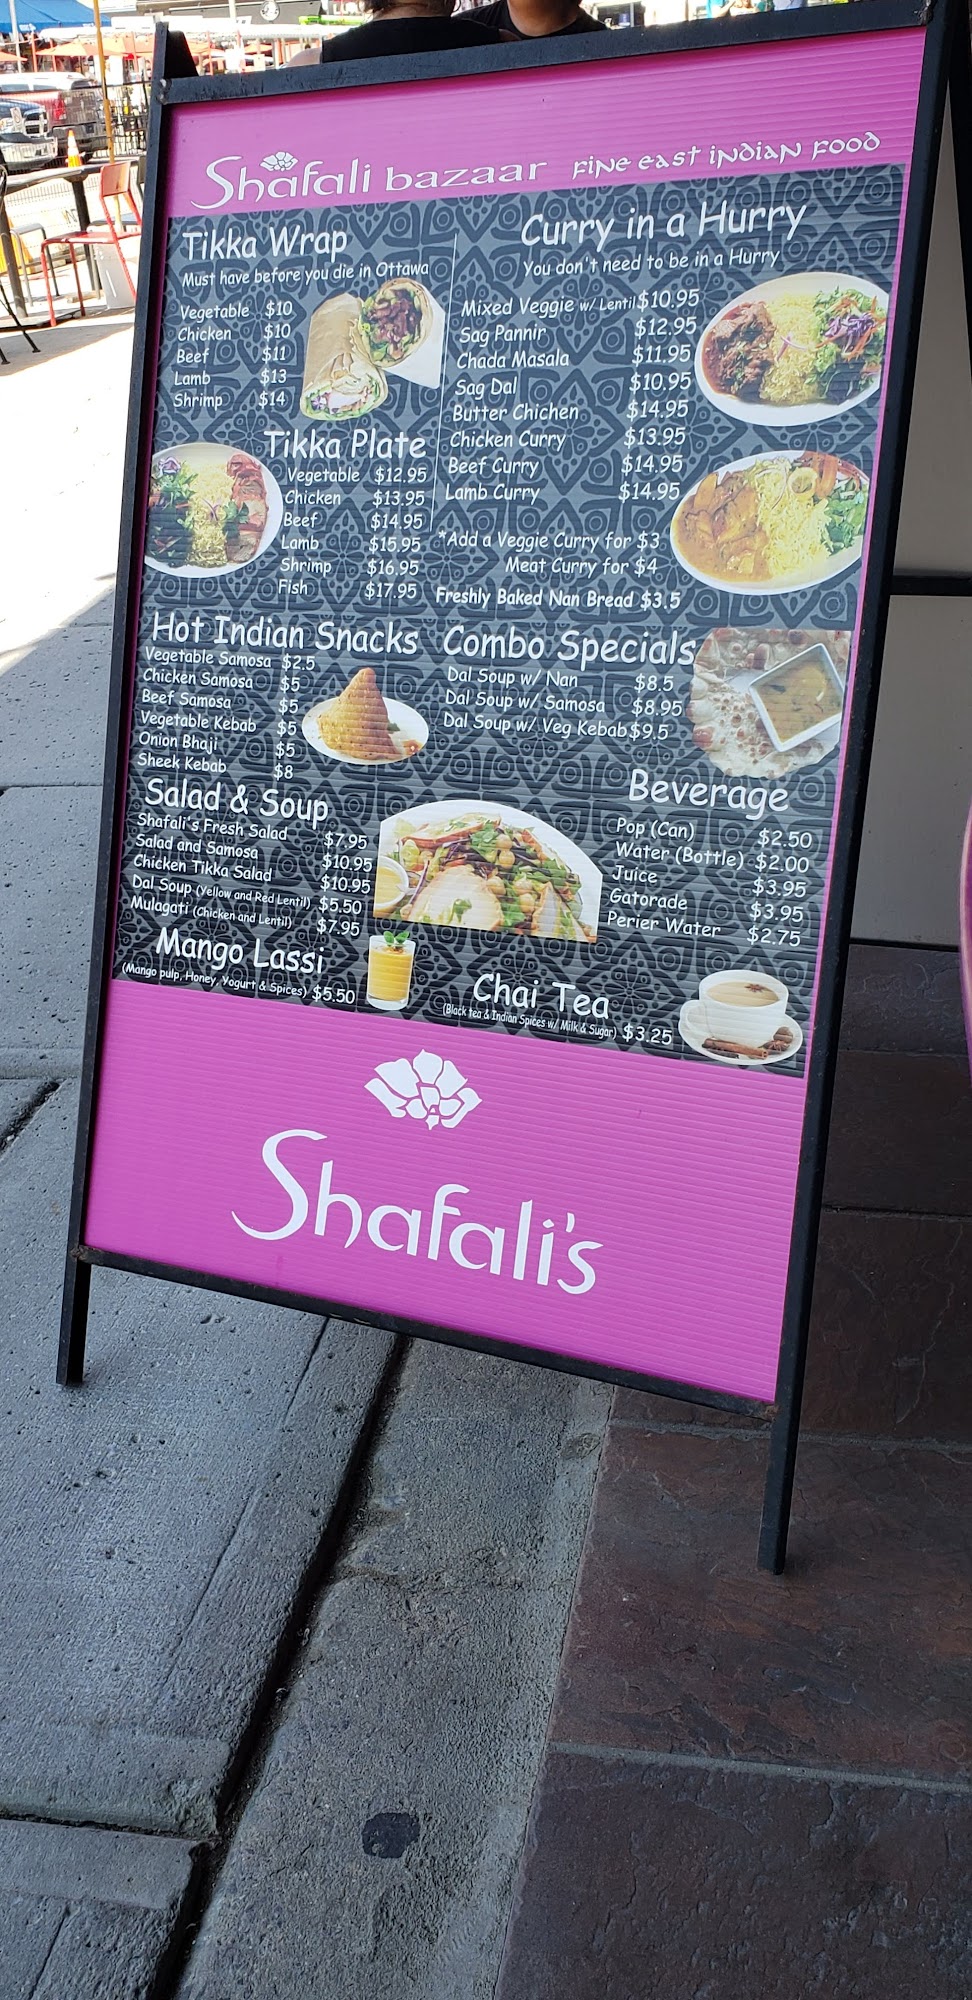 Shafali bazaar fine east indian food
Tikka Wrap
Must have before you die in Ottawa
Vegetable $10
Chicken $10
Beef $11
Lamb $13
Shrimp $14
Tikka Plate
Vegetable $12.95
Chicken $13.95
Beef $14.95
Lamb $15.95
Shrimp $16.95
Fish $17.95
Curry in a Hurry
You don't need to be in a Hurry
Mixed Veggie w/ Lentil $10.95
Sag Pannir $12.95
Chada Masala $11.95
Sag Dal $10.95
Butter Chichen $14.95
Chicken Curry $13.95
Beef Curry $14.95
Lamb Curry $14.95
*Add a Veggie Curry for $3
Meat Curry for $4
Freshly Baked Nan Bread $3.5
Hot Indian Snacks
Vegetable Samosa $2.5
Chicken Samosa $5
Beef Samosa $5
Vegetable Kebab $5
Onion Bhaji $5
Sheek Kebab $8
Combo Specials
Dal Soup w/ Nan $8.5
Dal Soup w/ Samosa $8.95
Dal Soup w/ Veg Kebab $9.5
Salad & Soup
Shafali's Fresh Salad $7.95
Salad and Samosa $10.95
Chicken Tikka Salad $10.95
Dal Soup (Yellow and Red Lentil) $5.50
Mulagati (Chicken and Lentil) $7.95
Beverage
Pop (Can) $2.50
Water (Bottle) $2.00
Juice $3.95
Gatorade $3.95
Perier Water $2.75
Mango Lassi
(Mango pulp, Honey, Yogurt & Spices) $5.50
Chai Tea
(Black tea & Indian Spices w/ Milk & Sugar) $3.25
Shafali's